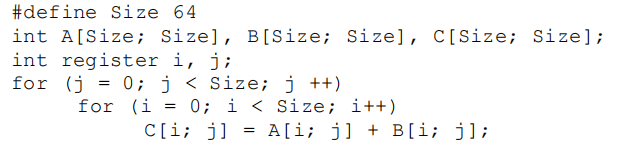 #define Size 64
int A[Size; Size], B[Size; Size], C[Size; Size];
int register i, j;
for (j = 0; j < Size; j ++)
for (i = 0; i < Size; i++)
C[i; j] = A[i; j] + B[i; j];